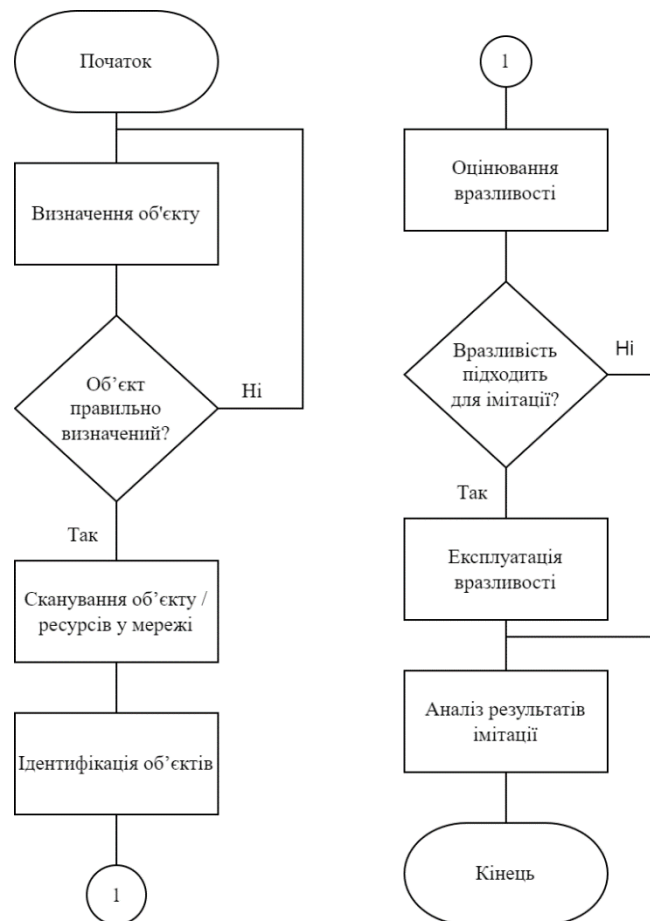 Початок
Визначення об'єкту
Об’єкт
правильно
визначений?
Ні
Так
Сканування об’єкту /
ресурсів у мережі
Ідентифікація об’єктів
1
1
Оцінювання
вразливості
Вразливість
підходить
для імітації?
Ні
Так
Експлуатація
вразливості
Аналіз результатів
імітації
Кінець